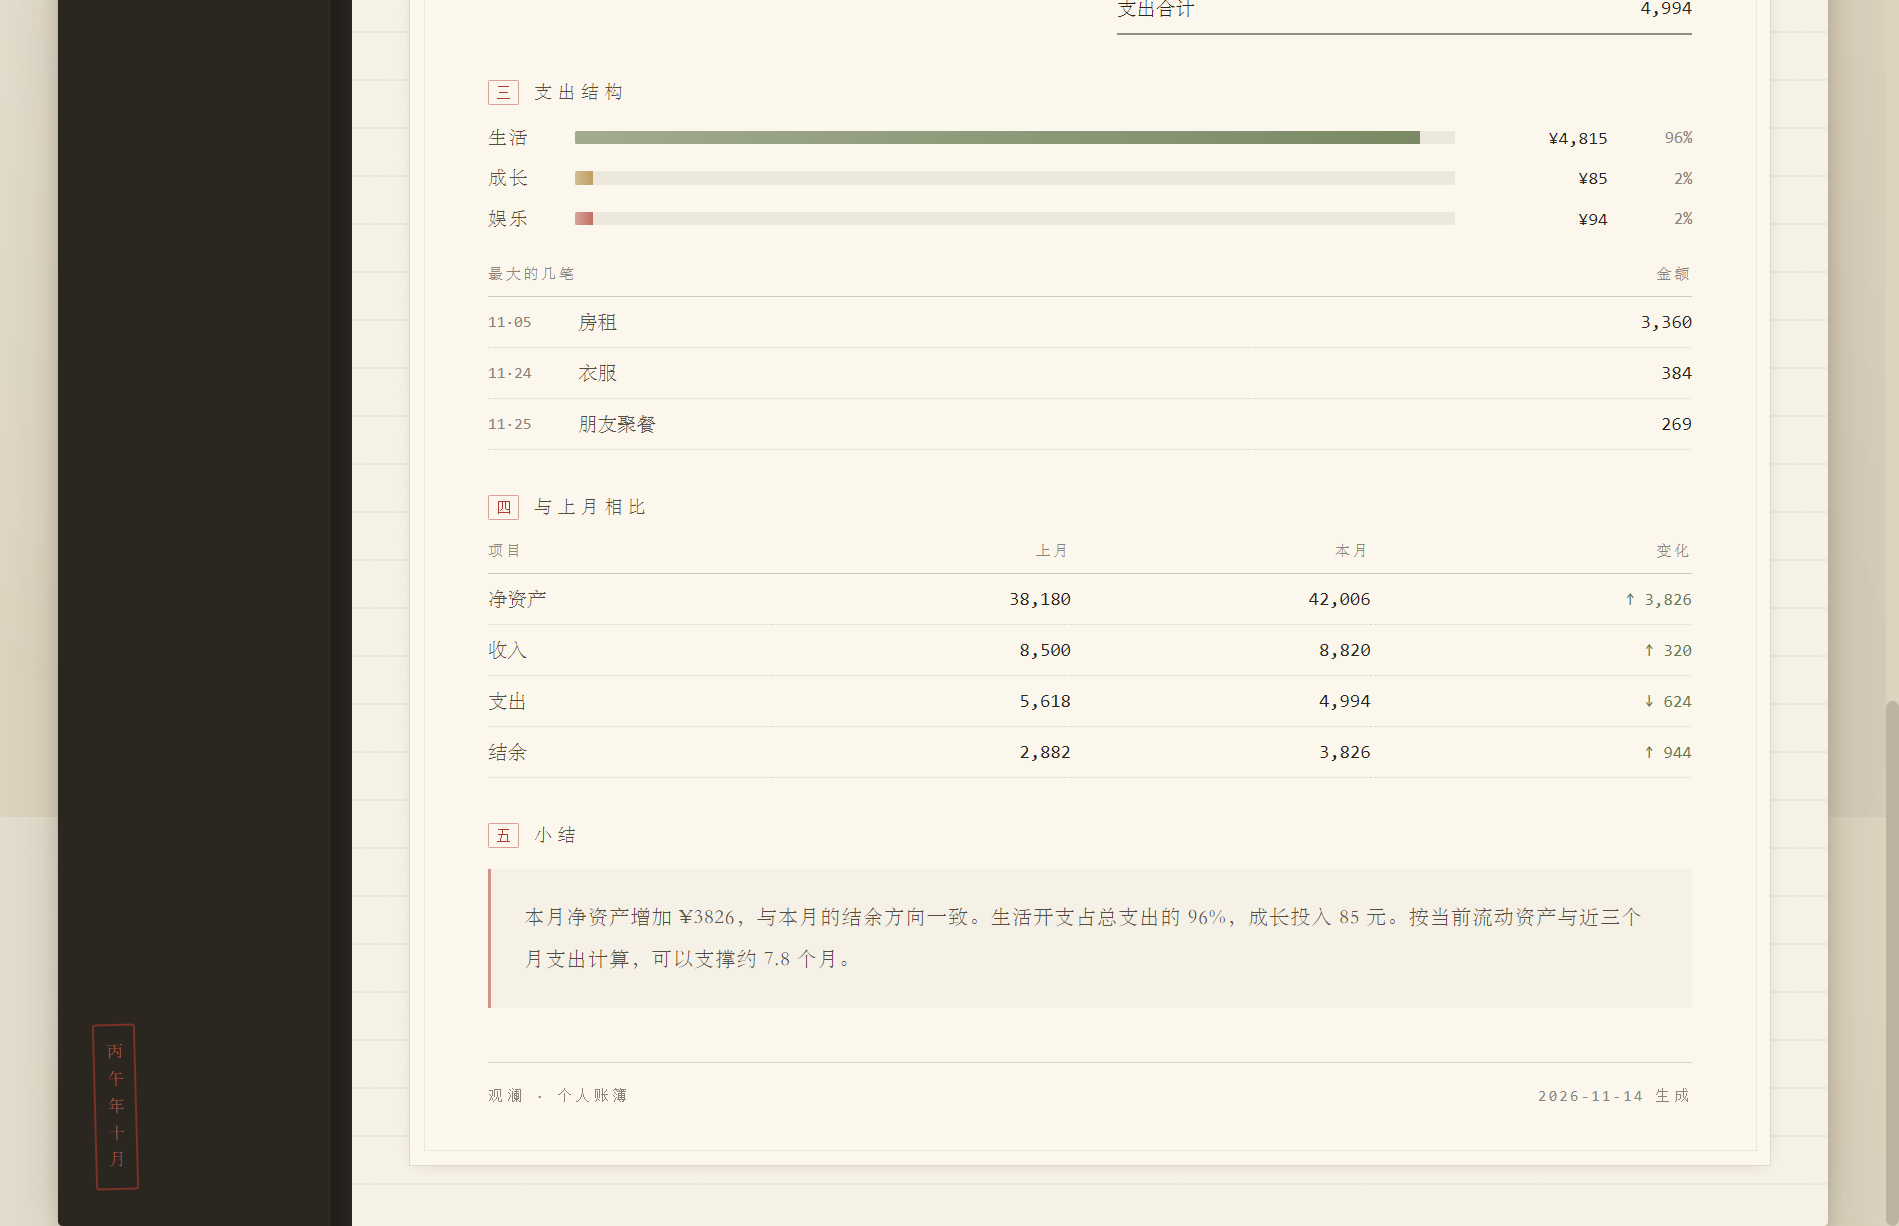 支出合计 4,994
三 支出结构
生活 ¥4,815 96%
成长 ¥85 2%
娱乐 ¥94 2%
最大的几笔 金额
11·05 房租 3,360
11·24 衣服 384
11·25 朋友聚餐 269
四 与上月相比
项目 上月 本月 变化
净资产 38,180 42,006 ↑ 3,826
收入 8,500 8,820 ↑ 320
支出 5,618 4,994 ↓ 624
结余 2,882 3,826 ↑ 944
五 小结
本月净资产增加 ¥3826，与本月的结余方向一致。生活开支占总支出的 96%，成长投入 85 元。按当前流动资产与近三个
月支出计算，可以支撑约 7.8 个月。
观澜 · 个人账簿 2026-11-14 生成
丙午年十月